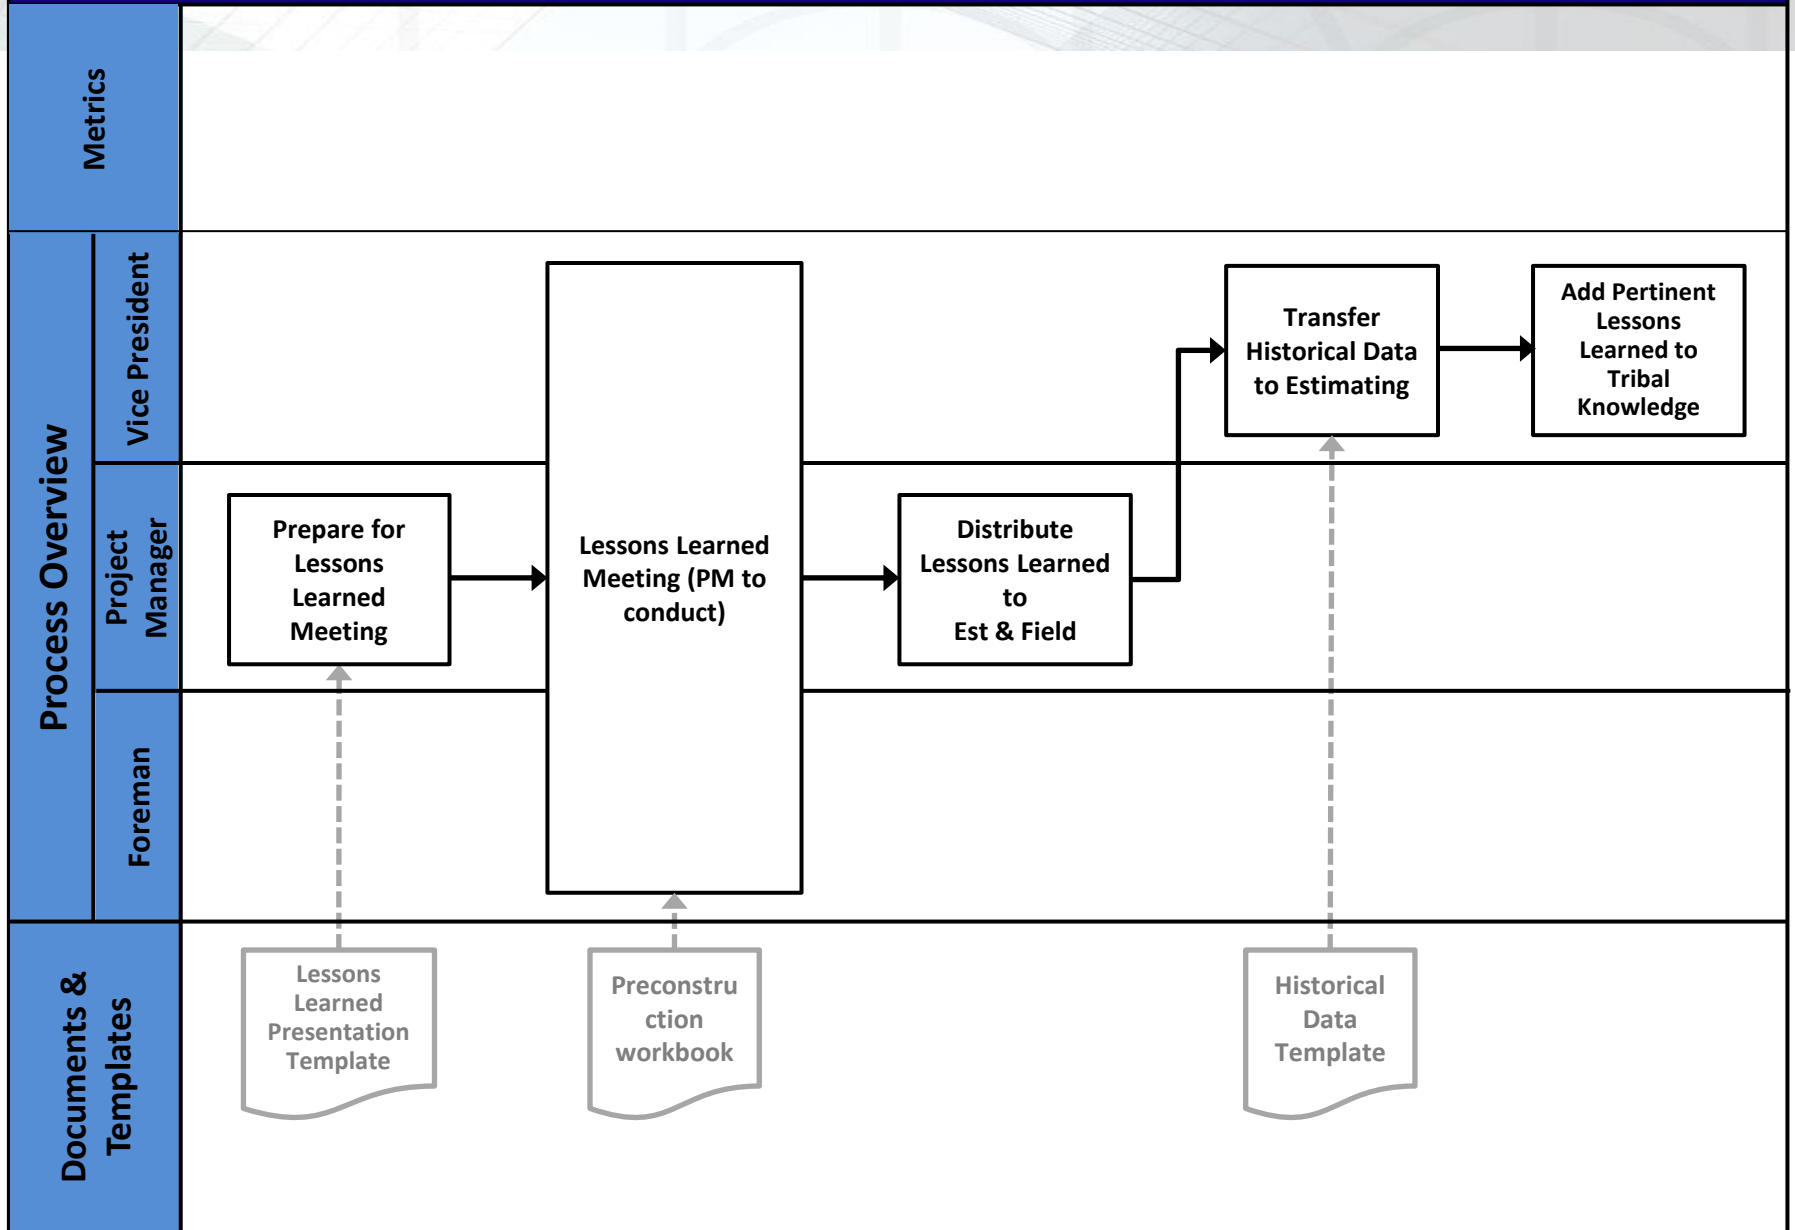 Metrics
Process Overview
Vice President
Project
Manager
Foreman
Documents &
Templates
Prepare for
Lessons
Learned
Meeting
Lessons Learned
Meeting (PM to
conduct)
Distribute
Lessons Learned
to
Est & Field
Transfer
Historical Data
to Estimating
Add Pertinent
Lessons
Learned to
Tribal
Knowledge
Lessons
Learned
Presentation
Template
Preconstru
ction
workbook
Historical
Data
Template